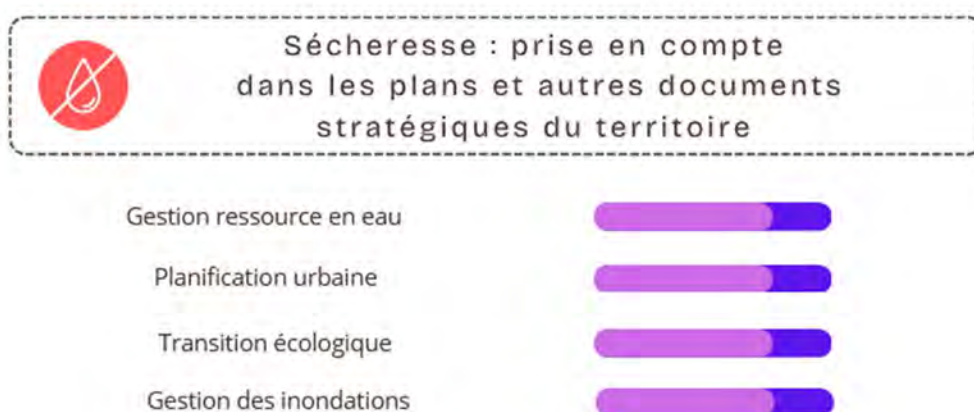 Sécheresse : prise en compte
dans les plans et autres documents
stratégiques du territoire
Gestion ressource en eau
Planification urbaine
Transition écologique
Gestion des inondations